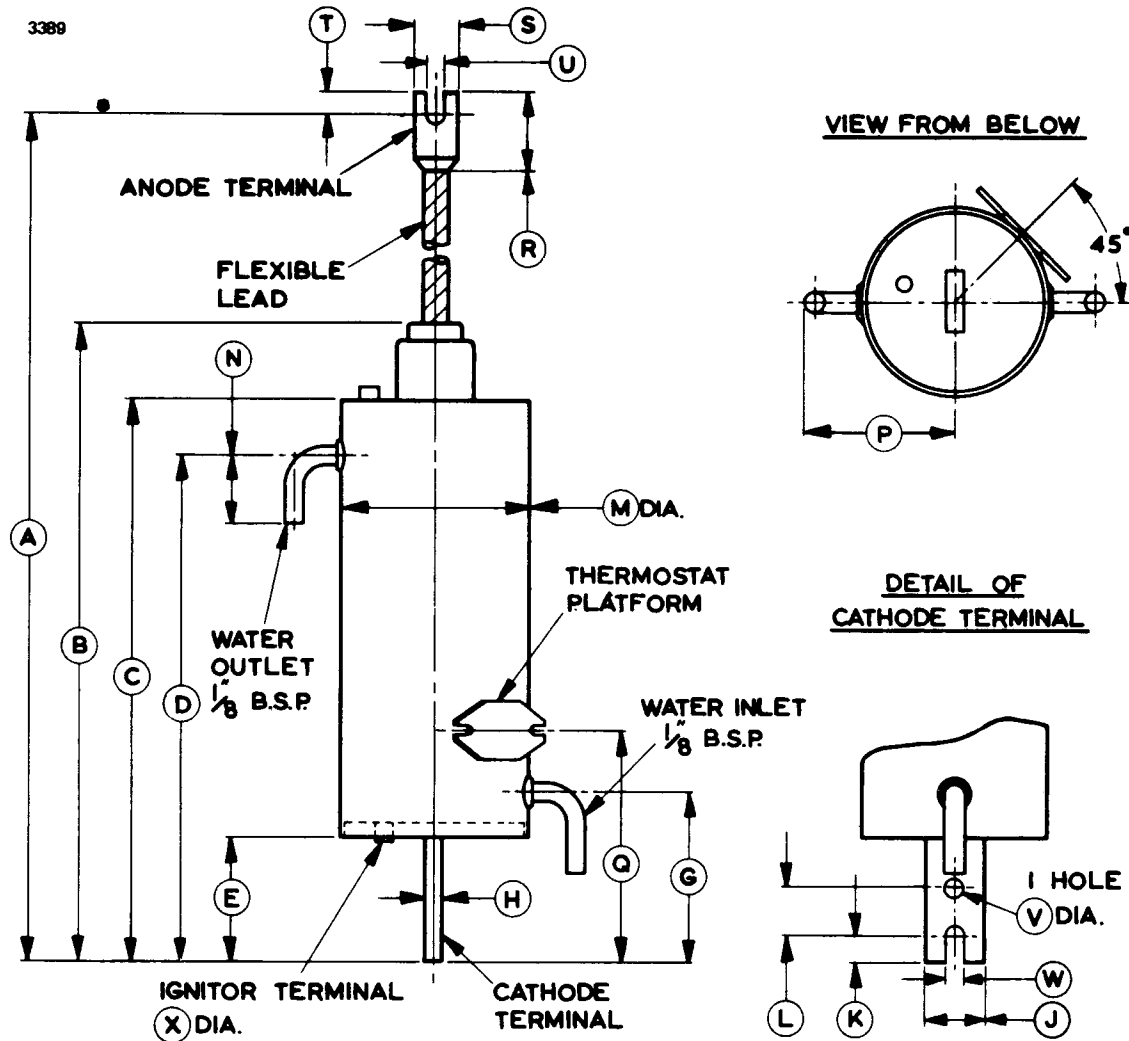 3389
T
S
U
ANODE TERMINAL
R
FLEXIBLE
LEAD
N
A
B
C
D
M DIA.
THERMOSTAT
PLATFORM
WATER
OUTLET
1/8" B.S.P.
WATER INLET
1/8" B.S.P.
E
H
Q
G
IGNITOR TERMINAL
X DIA.
CATHODE
TERMINAL
VIEW FROM BELOW
45°
P
DETAIL OF
CATHODE TERMINAL
1 HOLE
V DIA.
W
L
K
J